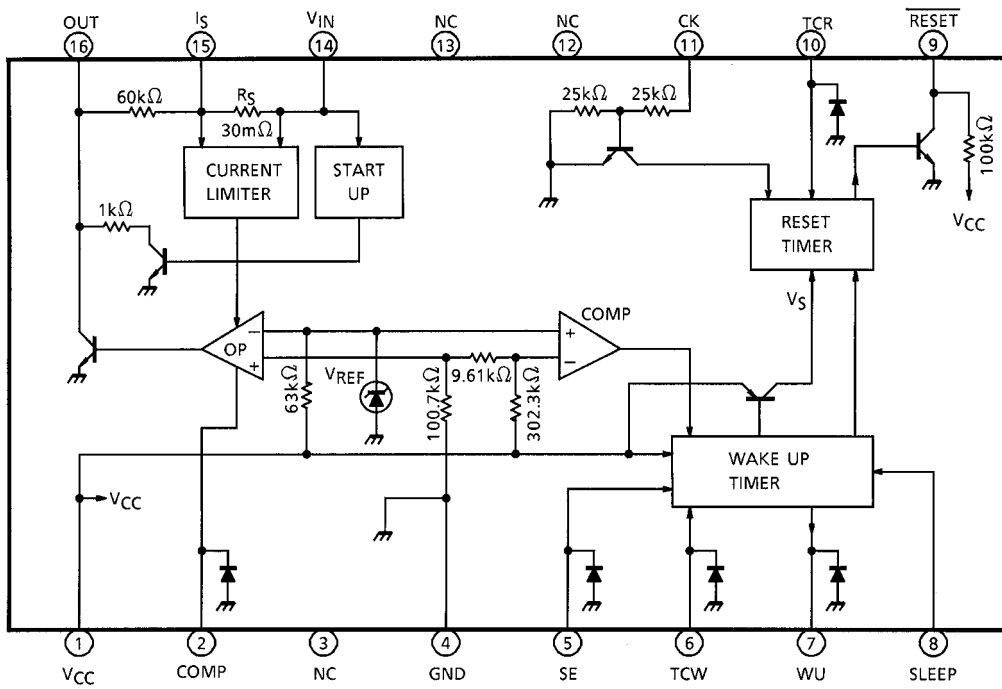 OUT IS VIN NC NC CK TCR RESET
16 15 14 13 12 11 10 9
60kΩ RS 25kΩ 25kΩ
30mΩ
100kΩ
CURRENT LIMITER
START UP
1kΩ
VCC
RESET TIMER
VS
COMP
− +
OP
+ −
VREF
9.61kΩ
63kΩ
100.7kΩ
302.3kΩ
WAKE UP TIMER
VCC
1 2 3 4 5 6 7 8
VCC COMP NC GND SE TCW WU SLEEP